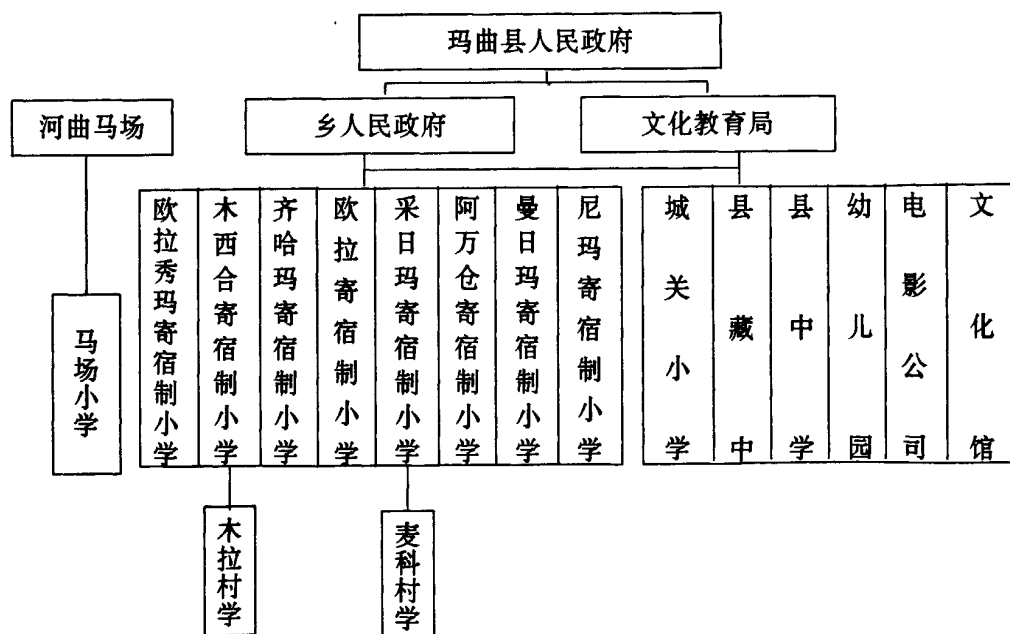 玛曲县人民政府
河曲马场
乡人民政府
文化教育局
马场小学
欧拉秀玛寄宿制小学
木西合寄宿制小学
齐哈玛寄宿制小学
欧拉寄宿制小学
采日玛寄宿制小学
阿万仓寄宿制小学
曼日玛寄宿制小学
尼玛寄宿制小学
城关小学
县藏中
县中学
幼儿园
电影公司
文化馆
木拉村学
麦科村学